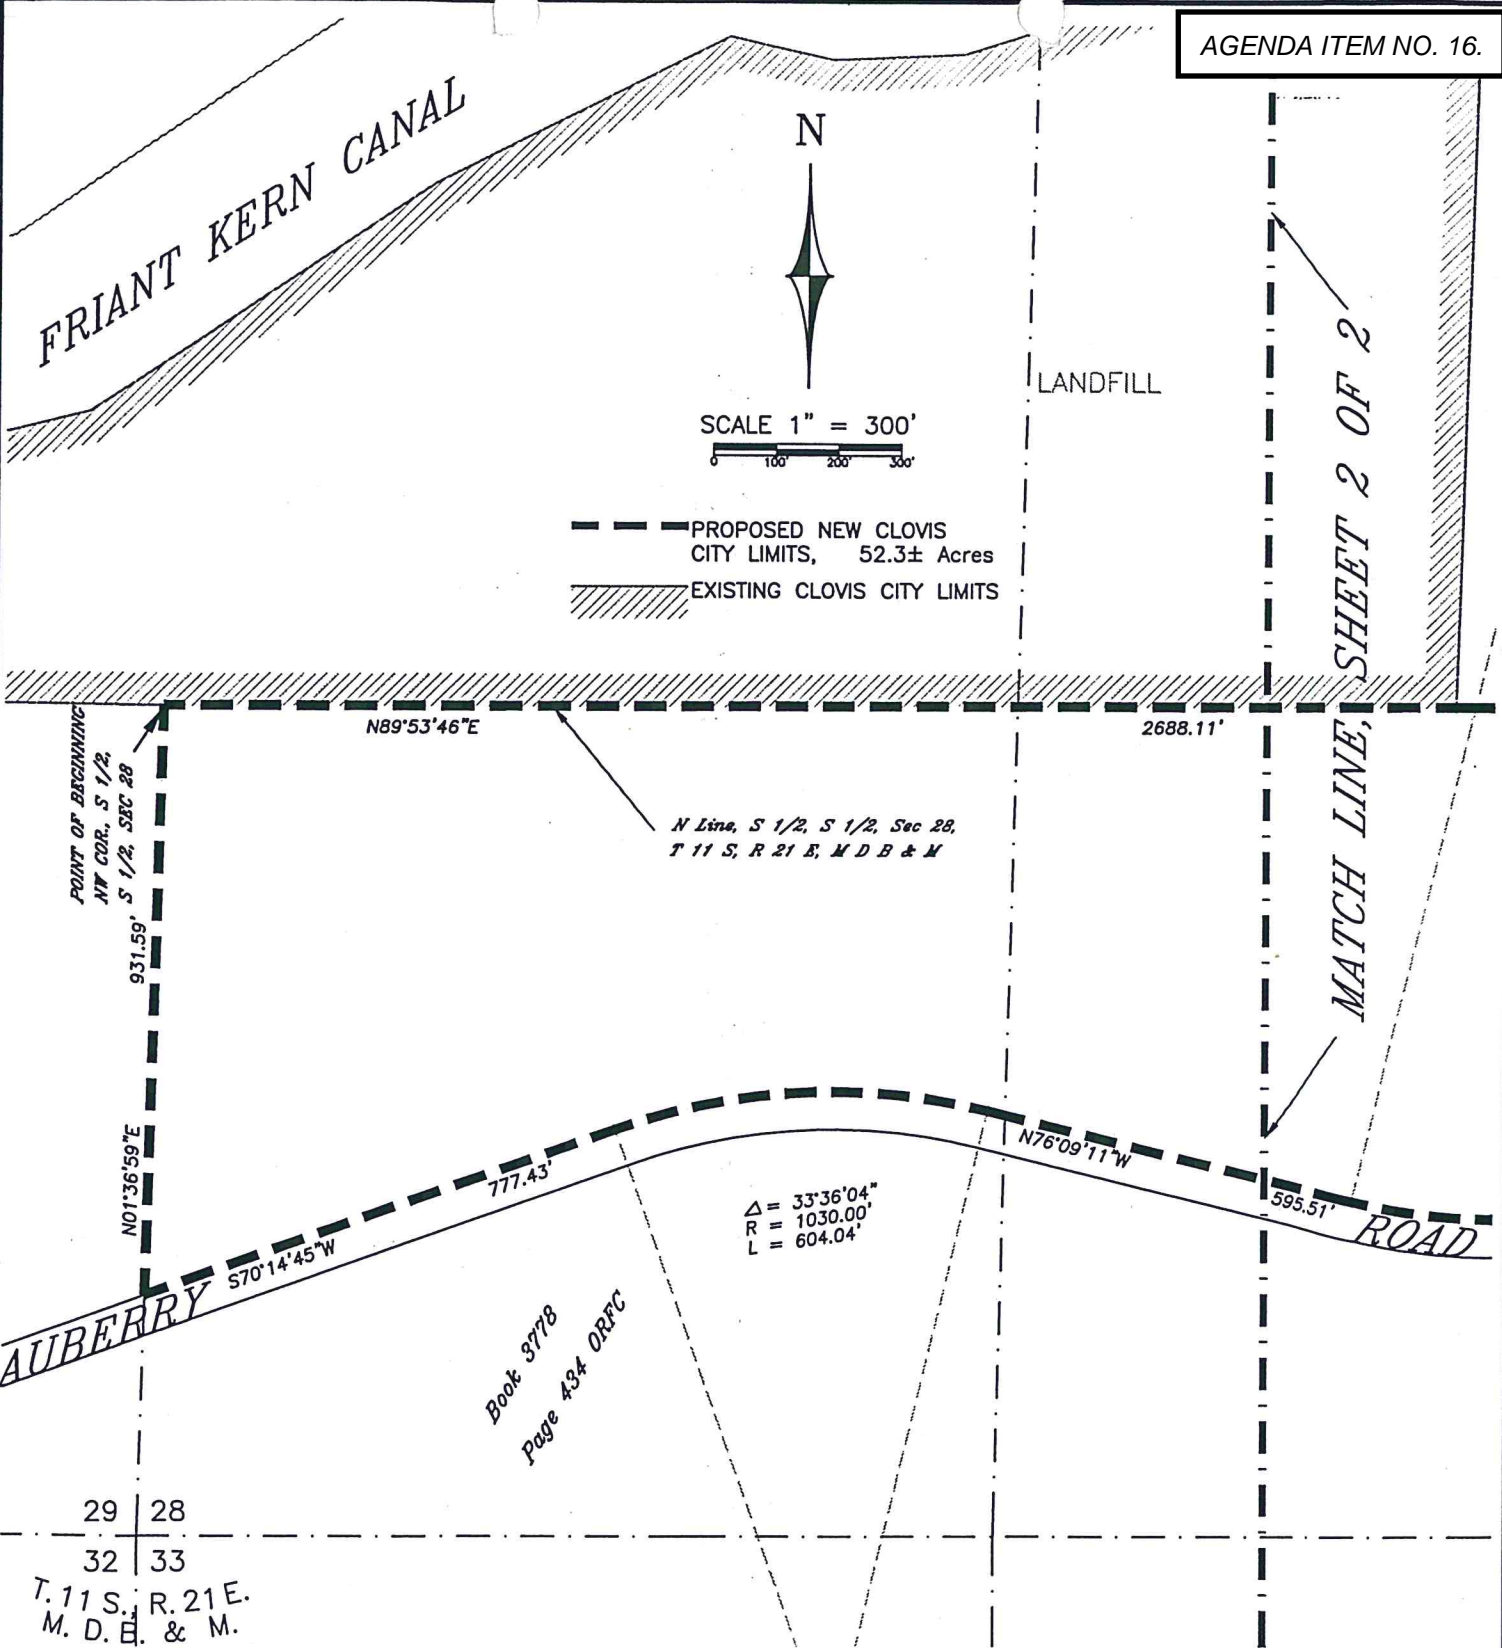 AGENDA ITEM NO. 16.
FRIANT KERN CANAL
N
LANDFILL
SCALE 1" = 300'
0 100' 200' 300'
PROPOSED NEW CLOVIS
CITY LIMITS, 52.3± Acres
EXISTING CLOVIS CITY LIMITS
MATCH LINE, SHEET 2 OF 2
N89°53'46"E
2688.11'
POINT OF BEGINNING
NW COR., S 1/2,
S 1/2, SEC 28
N Line, S 1/2, S 1/2, Sec 28,
T 11 S, R 21 E, M D B & M
931.59'
N01°36'59"E
777.43'
S70°14'45"W
N76°09'11"W
595.51'
Δ = 33°36'04"
R = 1030.00'
L = 604.04'
AUBERRY
ROAD
Book 3778
Page 434 ORFC
29 28
32 33
T. 11 S., R. 21 E.
M. D. B. & M.